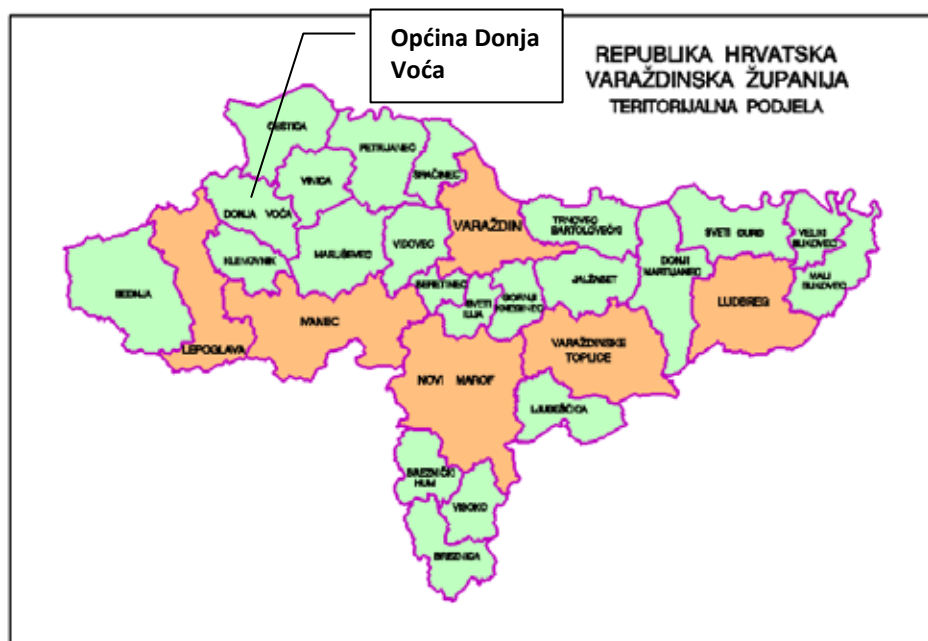 Općina Donja
Voća
REPUBLIKA HRVATSKA
VARAŽDINSKA ŽUPANIJA
TERITORIJALNA PODJELA
CESTICA
PETRIJANEC
SRAČINEC
VINICA
DONJA VOĆA
VARAŽDIN
TRNOVEC
BARTOLOVEČKI
SVETI ĐURĐ
VELIKI
BUKOVEC
MARUŠEVEC
VIDOVEC
KLENOVNIK
DONJI
MARTIJANEC
MALI
BUKOVEC
BEDNJA
BERETINEC
SVETI
ILIJA
GORNJI
KNEGINEC
JALŽABET
LUDBREG
IVANEC
LEPOGLAVA
VARAŽDINSKE
TOPLICE
NOVI MAROF
LJUBEŠĆICA
BREZNIČKI
HUM
VISOKO
BREZNICA